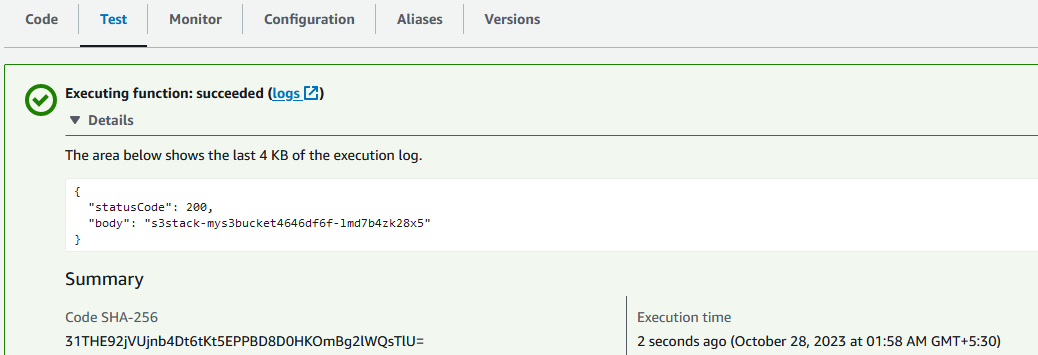 Code Test Monitor Configuration Aliases Versions
Executing function: succeeded (logs)
▼ Details
The area below shows the last 4 KB of the execution log.
{
  "statusCode": 200,
  "body": "s3stack-mys3bucket4646df6f-1md7b4zk28x5"
}
Summary
Code SHA-256
31THE92jVUjnb4Dt6tKt5EPPBD8D0HKOmBg2lWQsTlU=
Execution time
2 seconds ago (October 28, 2023 at 01:58 AM GMT+5:30)